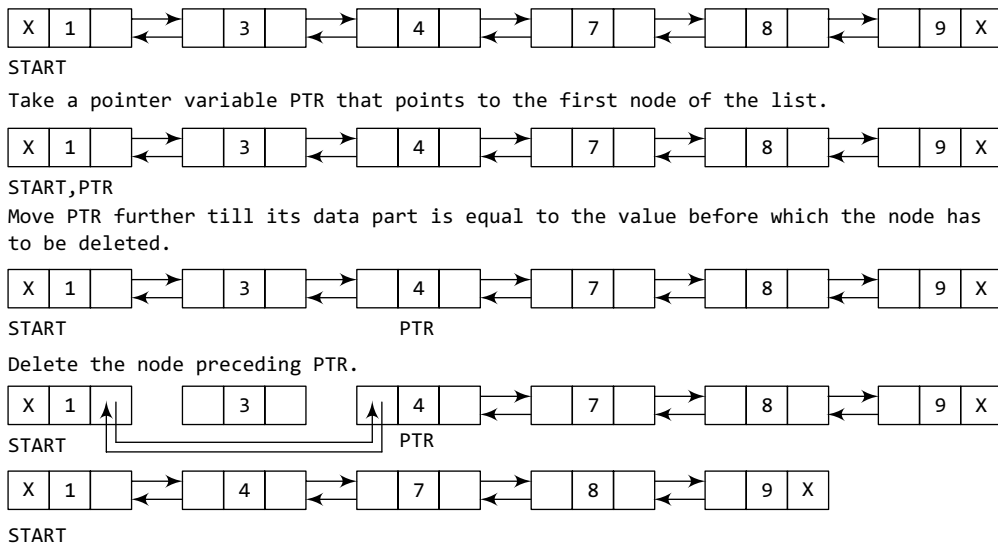 X 1 3 4 7 8 9 X
START
Take a pointer variable PTR that points to the first node of the list.
X 1 3 4 7 8 9 X
START,PTR
Move PTR further till its data part is equal to the value before which the node has
to be deleted.
X 1 3 4 7 8 9 X
START PTR
Delete the node preceding PTR.
X 1 3 4 7 8 9 X
START PTR
X 1 4 7 8 9 X
START